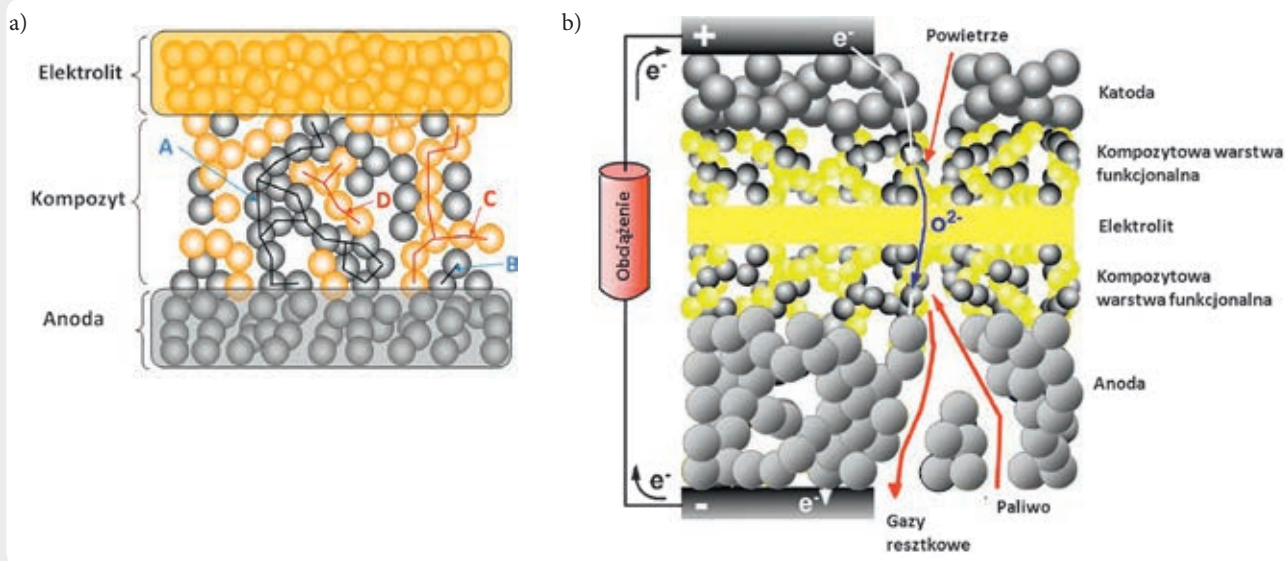 a)
Elektrolit
Kompozyt
Anoda
A
D
C
B
b)
+
e-
e-
Powietrze
Katoda
Kompozytowa warstwa
funkcjonalna
Obciążenie
O2-
Elektrolit
Kompozytowa
warstwa funkcjonalna
Anoda
e-
-
e-
Gazy
resztkowe
Paliwo